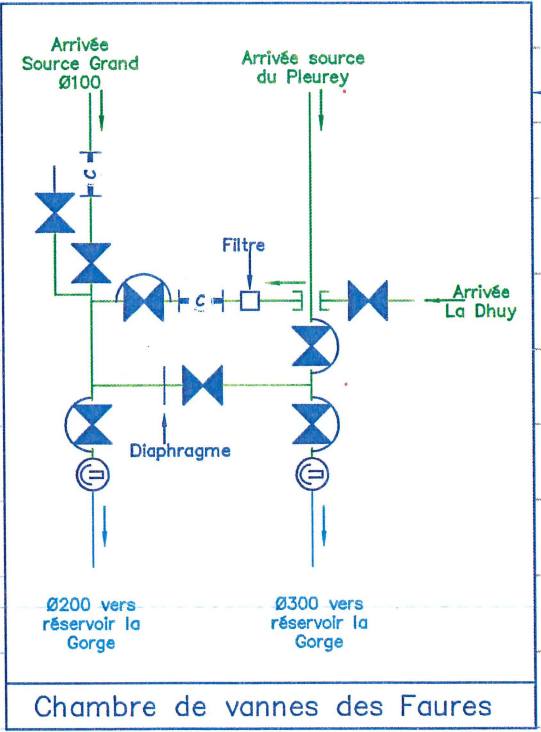 Arrivée
Source Grand
Ø100
Arrivée source
du Pleurey
C
Filtre
C
Arrivée
La Dhuy
Diaphragme
Ø200 vers
réservoir la
Gorge
Ø300 vers
réservoir la
Gorge
Chambre de vannes des Faures